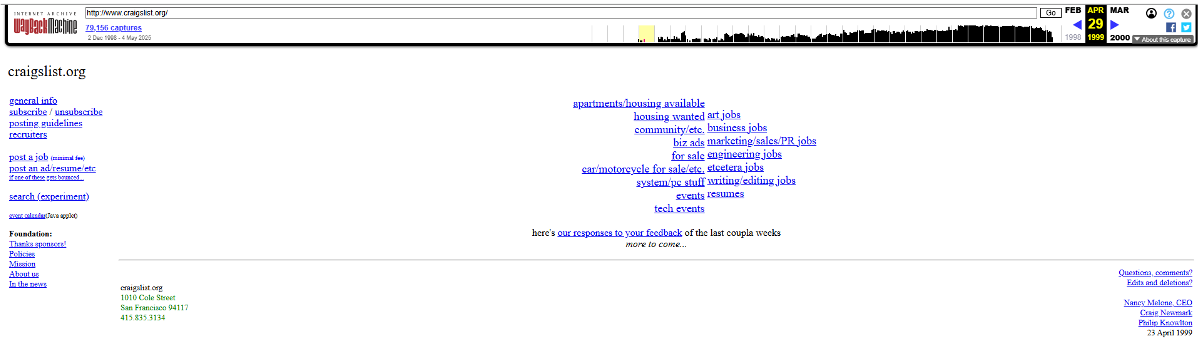 INTERNET ARCHIVE
WayBackMachine
http://www.craigslist.org/
Go
79,156 captures
2 Dec 1998 - 4 May 2025
FEB APR MAR
29
1998 1999 2000
About this capture
craigslist.org
general info
subscribe / unsubscribe
posting guidelines
recruiters
post a job (minimal fee)
post an ad/resume/etc
if one of these gets bounced...
search (experiment)
event calendar(Java applet)
Foundation:
Thanks sponsors!
Policies
Mission
About us
In the news
apartments/housing available
housing wanted
community/etc.
biz ads
for sale
car/motorcycle for sale/etc.
system/pc stuff
events
tech events
art jobs
business jobs
marketing/sales/PR jobs
engineering jobs
etcetera jobs
writing/editing jobs
resumes
here's our responses to your feedback of the last coupla weeks
more to come...
craigslist.org
1010 Cole Street
San Francisco 94117
415.835.3134
Questions, comments?
Edits and deletions?
Nancy Melone, CEO
Craig Newmark
Philip Knowlton
23 April 1999